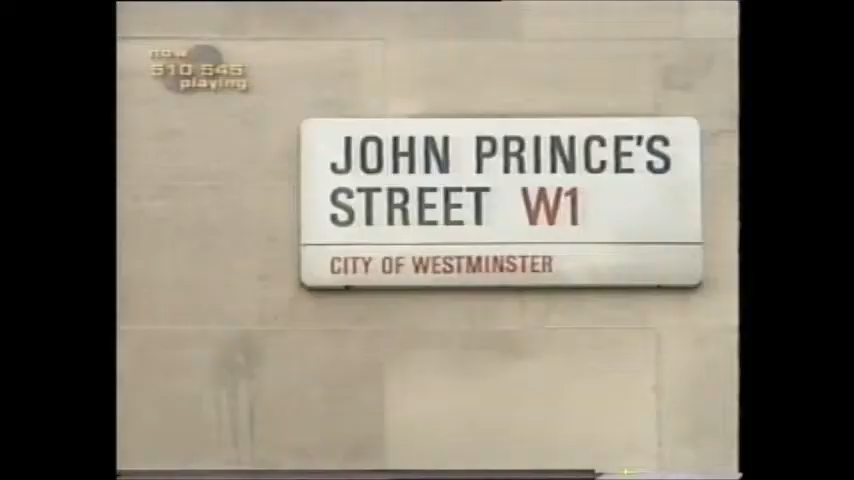 now
510 545
playing
JOHN PRINCE'S
STREET W1
CITY OF WESTMINSTER